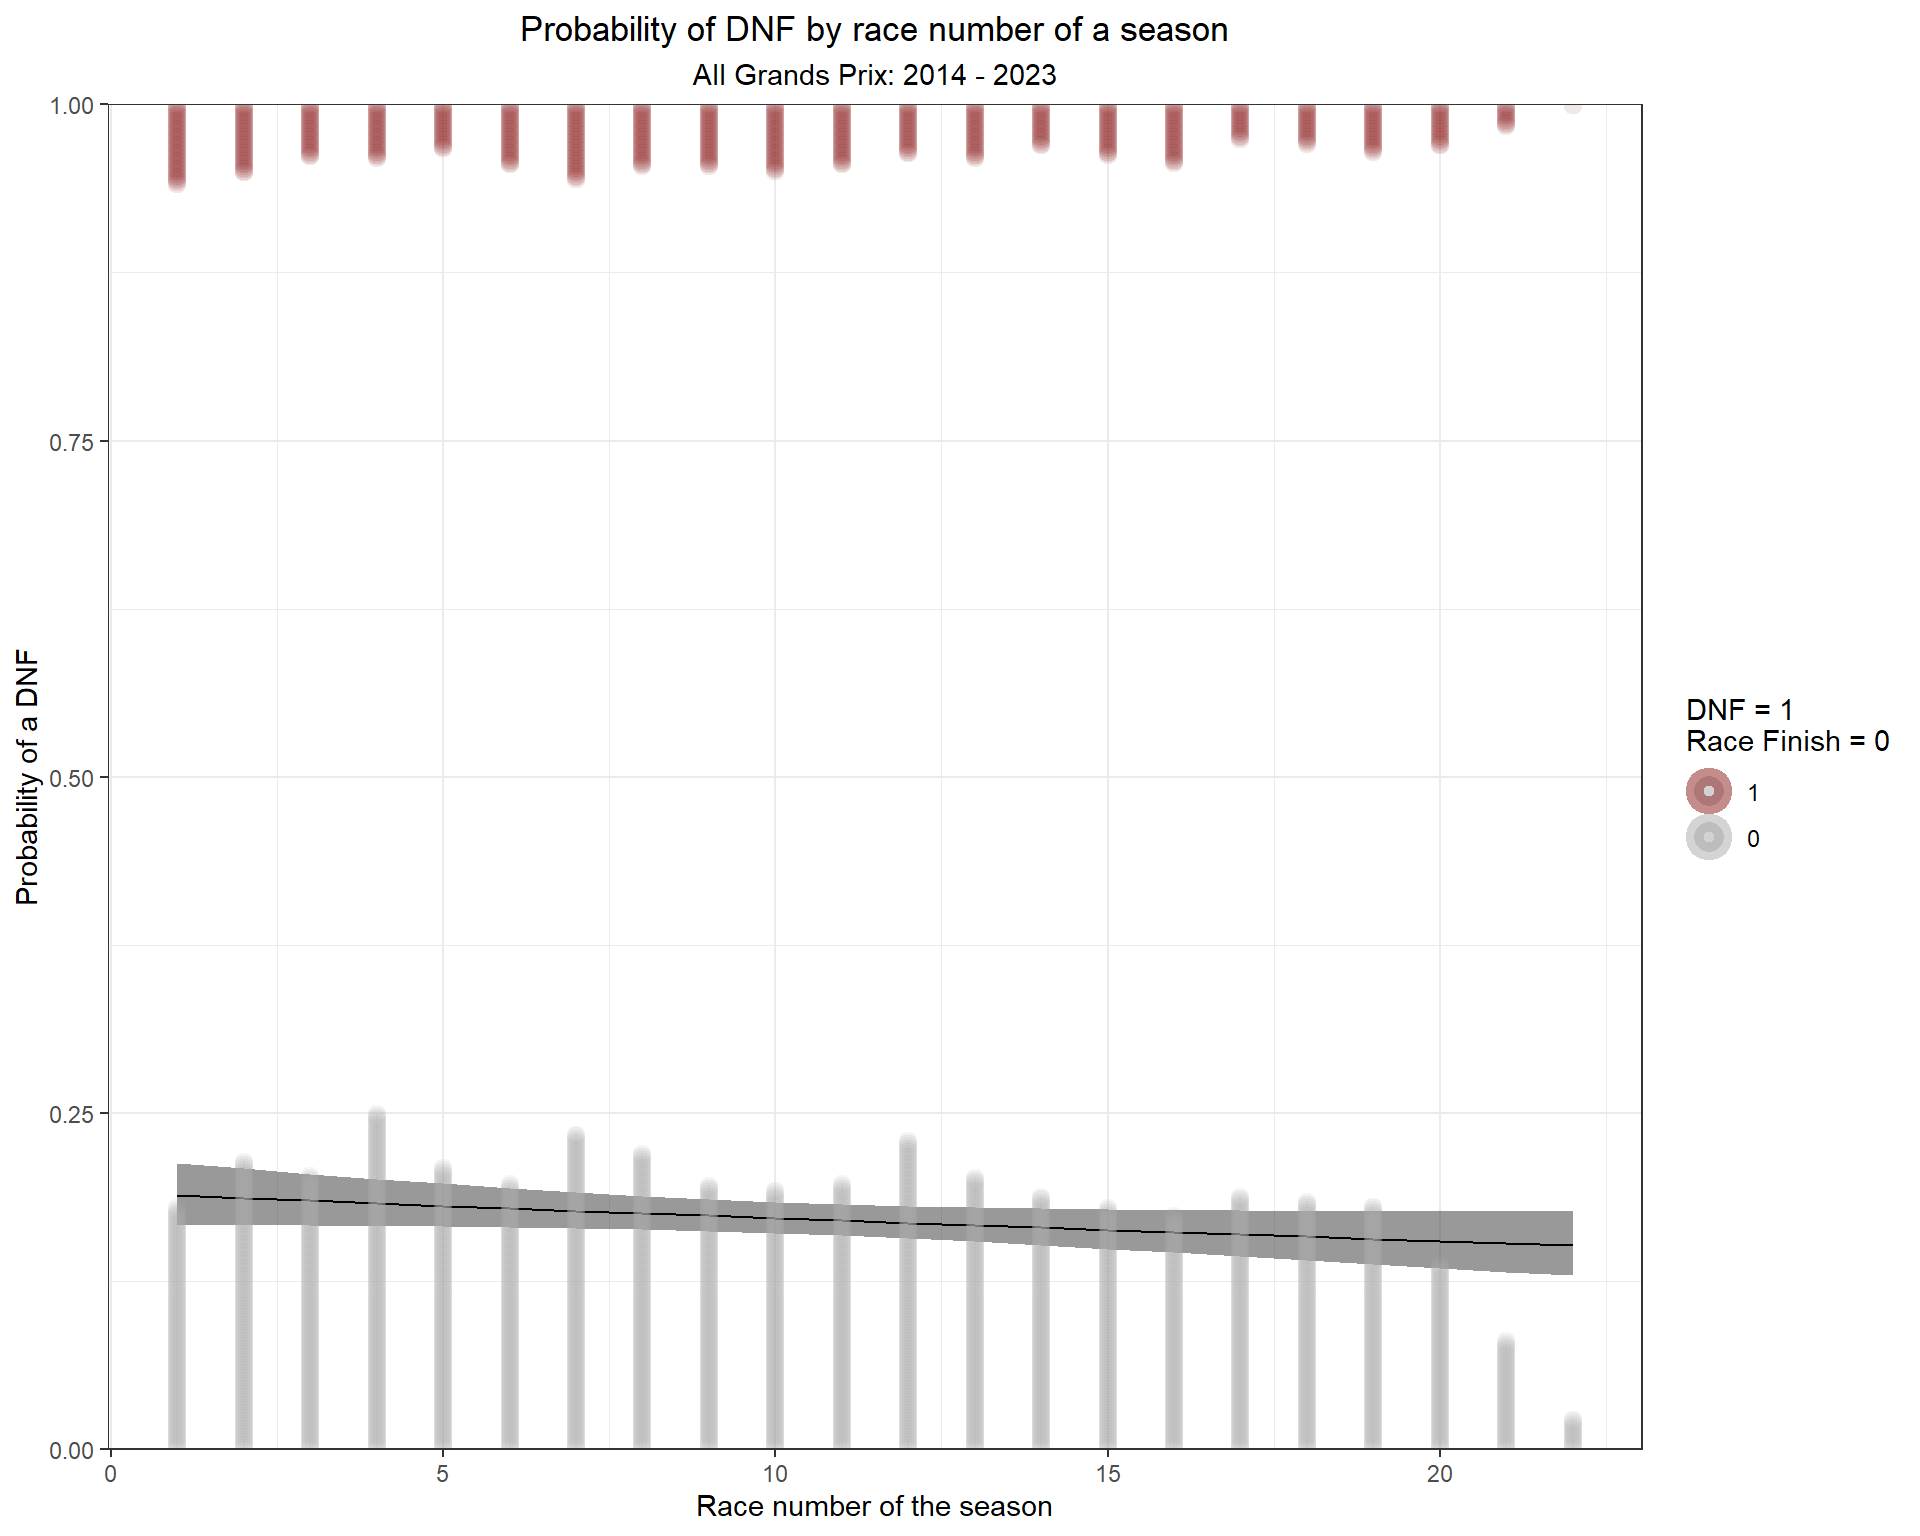 Probability of DNF by race number of a season
All Grands Prix: 2014 - 2023
1.00
0.75
0.50
0.25
0.00
Probability of a DNF
0
5
10
15
20
Race number of the season
DNF = 1
Race Finish = 0
1
0